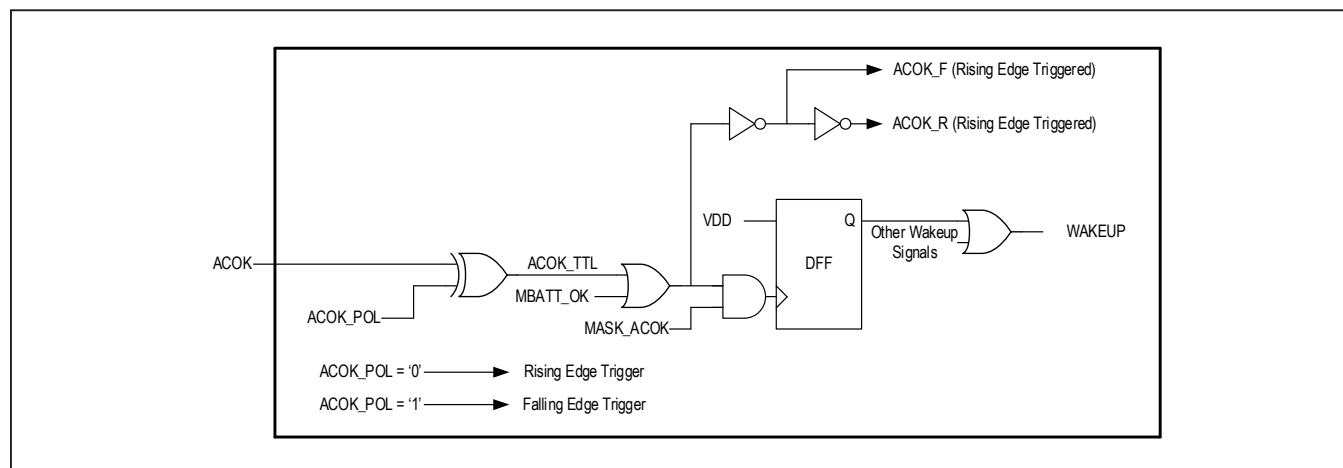 ACOK_F (Rising Edge Triggered)
ACOK_R (Rising Edge Triggered)
VDD
Q
DFF
Other Wakeup
Signals
WAKEUP
ACOK
ACOK_TTL
MBATT_OK
ACOK_POL
MASK_ACOK
ACOK_POL = ‘0’ Rising Edge Trigger
ACOK_POL = ‘1’ Falling Edge Trigger